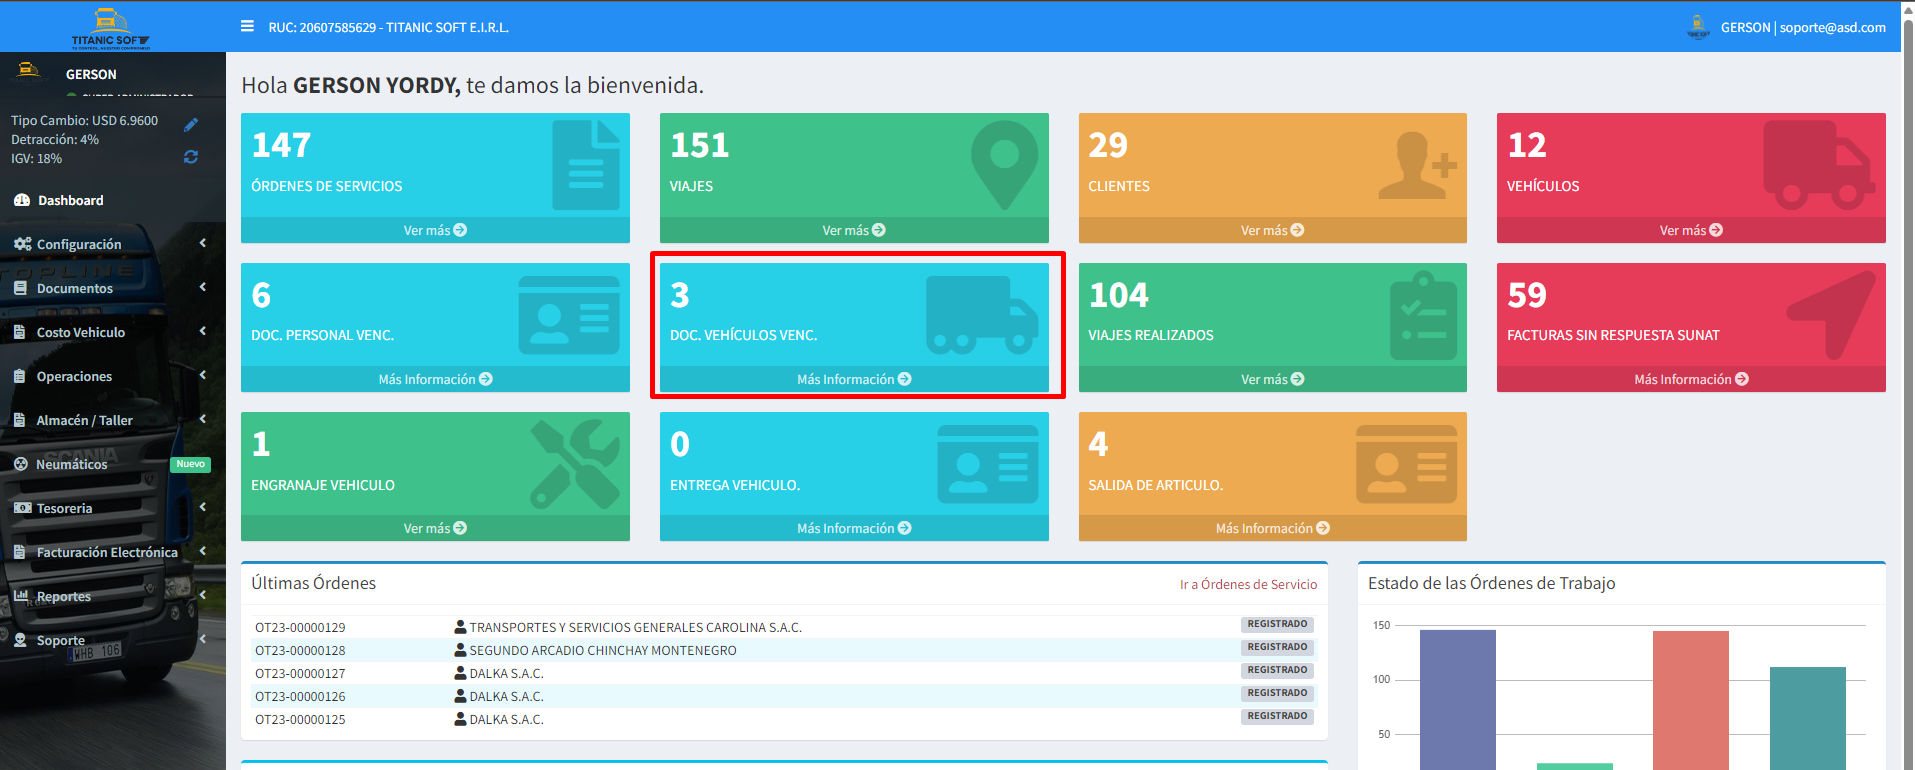 TITANIC SOFT
RUC: 20607585629 - TITANIC SOFT E.I.R.L.
GERSON | soporte@asd.com
GERSON
SUPER ADMINISTRADOR
Tipo Cambio: USD 6.9600
Detracción: 4%
IGV: 18%
Dashboard
Configuración
Documentos
Costo Vehiculo
Operaciones
Almacén / Taller
Neumáticos
Nuevo
Tesoreria
Facturación Electrónica
Reportes
Soporte
TOPLINE
SCANIA
WHB 106
Hola GERSON YORDY, te damos la bienvenida.
147
ÓRDENES DE SERVICIOS
Ver más
151
VIAJES
Ver más
29
CLIENTES
Ver más
12
VEHÍCULOS
Ver más
6
DOC. PERSONAL VENC.
Más Información
3
DOC. VEHÍCULOS VENC.
Más Información
104
VIAJES REALIZADOS
Ver más
59
FACTURAS SIN RESPUESTA SUNAT
Más Información
1
ENGRANAJE VEHICULO
Ver más
0
ENTREGA VEHICULO.
Más Información
4
SALIDA DE ARTICULO.
Más Información
Últimas Órdenes
Ir a Órdenes de Servicio
OT23-00000129 TRANSPORTES Y SERVICIOS GENERALES CAROLINA S.A.C. REGISTRADO
OT23-00000128 SEGUNDO ARCADIO CHINCHAY MONTENEGRO REGISTRADO
OT23-00000127 DALKA S.A.C. REGISTRADO
OT23-00000126 DALKA S.A.C. REGISTRADO
OT23-00000125 DALKA S.A.C. REGISTRADO
Estado de las Órdenes de Trabajo
150
100
50